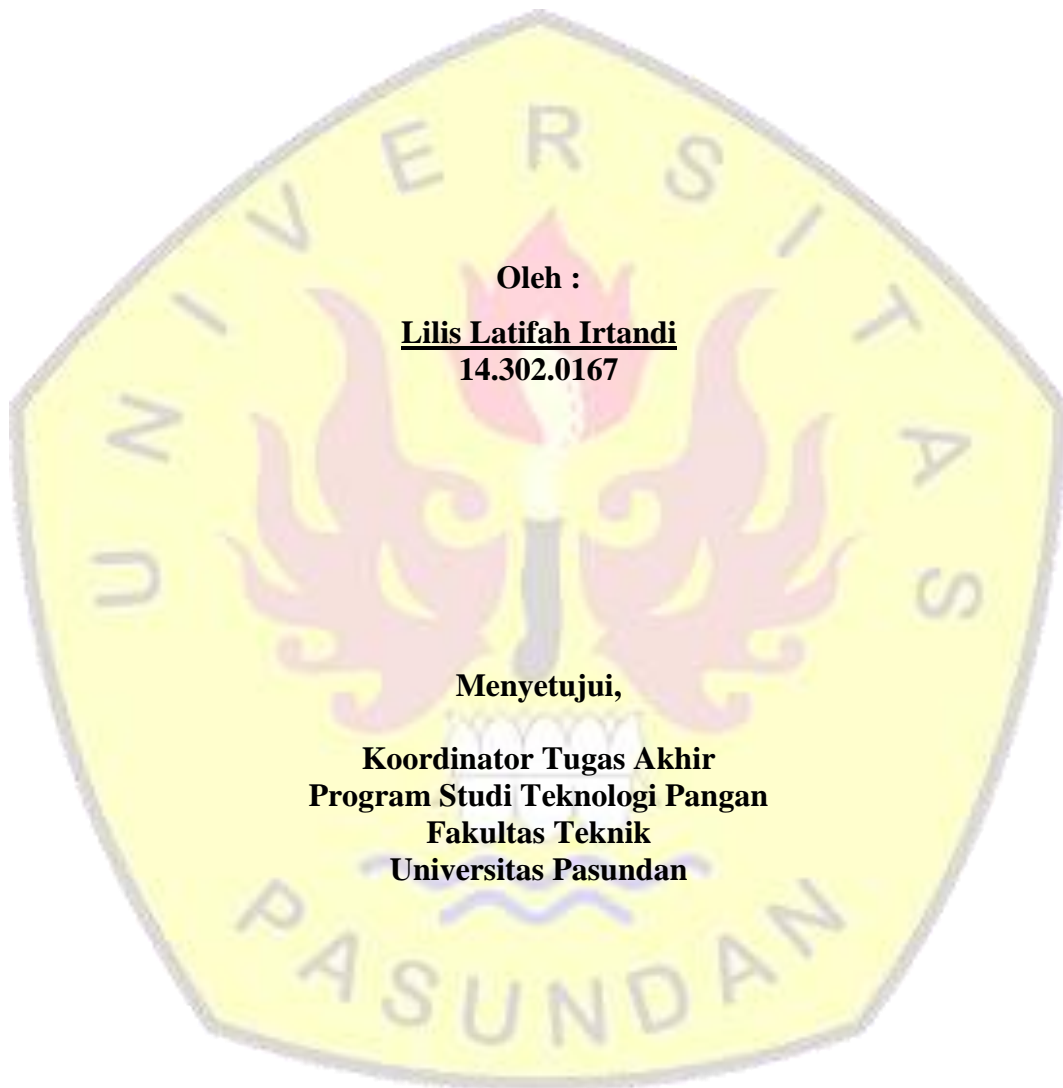 UNIVERSITAS
Oleh :
Lilis Latifah Irtandi
14.302.0167
Menyetujui,
Koordinator Tugas Akhir
Program Studi Teknologi Pangan
Fakultas Teknik
Universitas Pasundan
PASUNDAN